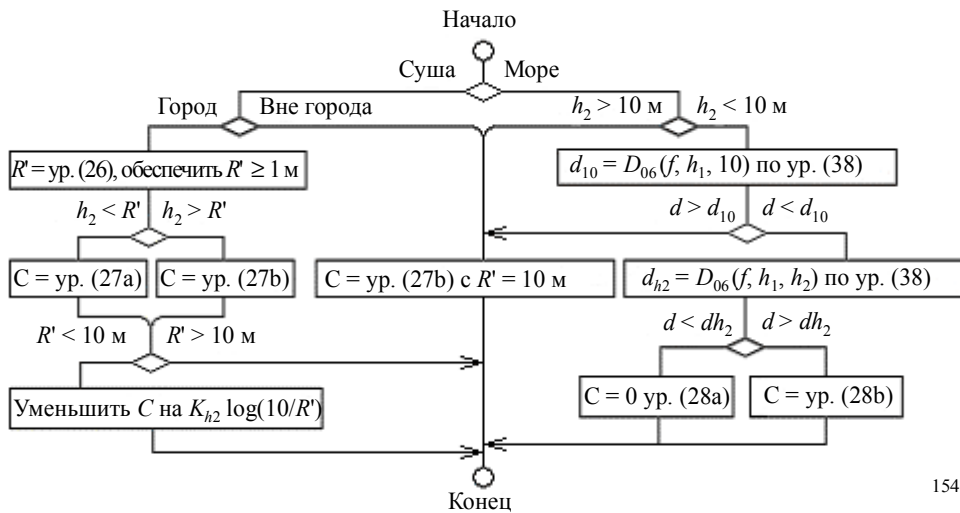 Начало
Суша Море
Город Вне города h₂ > 10 м h₂ < 10 м
R' = ур. (26), обеспечить R' ≥ 1 м
d₁₀ = D₀₆ (f, h₁, 10) по ур. (38)
h₂ < R' h₂ > R'
d > d₁₀ d < d₁₀
C = ур. (27a) C = ур. (27b)
C = ур. (27b) с R' = 10 м
d_h2 = D₀₆ (f, h₁, h₂) по ур. (38)
R' < 10 м R' > 10 м
d < dh₂ d > dh₂
Уменьшить C на K_h2 log(10/R')
C = 0 ур. (28a) C = ур. (28b)
Конец
154